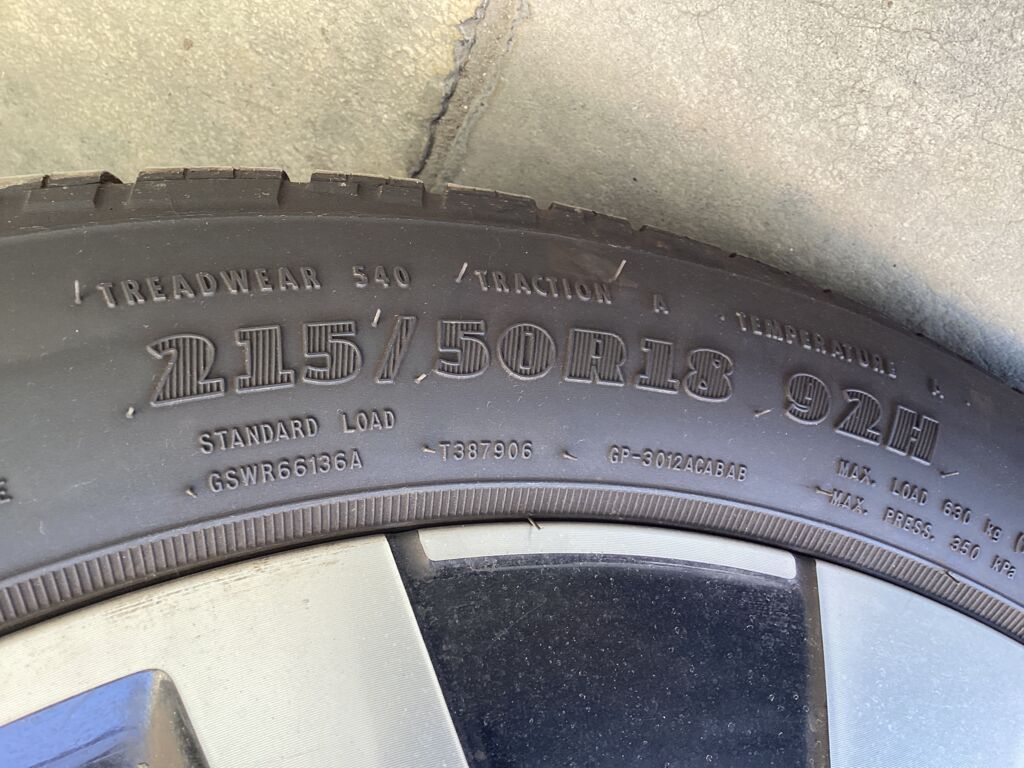 TREADWEAR 540 TRACTION A TEMPERATURE A
215/50R18 92H
STANDARD LOAD
GSWR66136A T387906 GP-3012ACABAB
MAX. LOAD 630 kg (
MAX. PRESS. 350 kPa
E